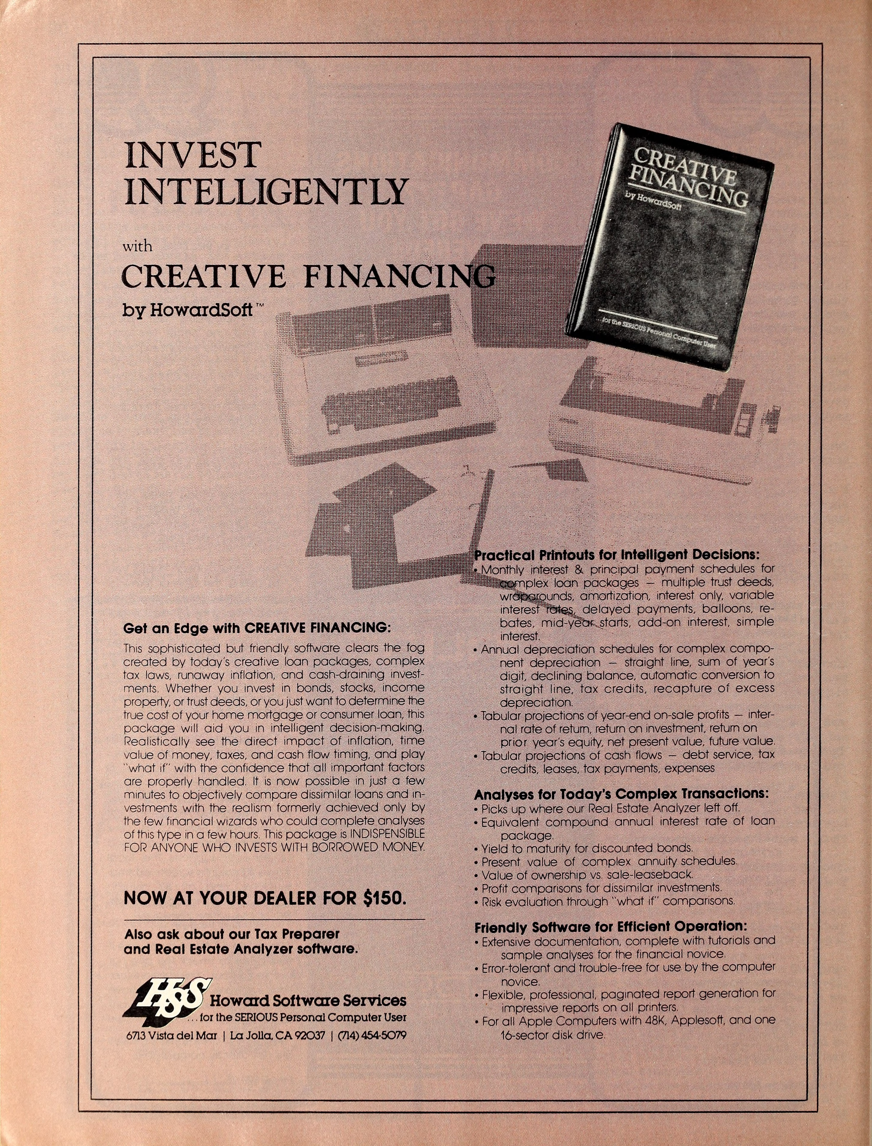 INVEST
INTELLIGENTLY
with
CREATIVE FINANCING
by HowardSoft™
CREATIVE
FINANCING
by HowardSoft
...for the SERIOUS Personal Computer User
Get an Edge with CREATIVE FINANCING:
This sophisticated but friendly software clears the fog
created by today's creative loan packages, complex
tax laws, runaway inflation, and cash-draining invest-
ments. Whether you invest in bonds, stocks, income
property, or trust deeds, or you just want to determine the
true cost of your home mortgage or consumer loan, this
package will aid you in intelligent decision-making.
Realistically see the direct impact of inflation, time
value of money, taxes, and cash flow timing, and play
"what if" with the confidence that all important factors
are properly handled. It is now possible in just a few
minutes to objectively compare dissimilar loans and in-
vestments with the realism formerly achieved only by
the few financial wizards who could complete analyses
of this type in a few hours. This package is INDISPENSIBLE
FOR ANYONE WHO INVESTS WITH BORROWED MONEY.
NOW AT YOUR DEALER FOR $150.
Also ask about our Tax Preparer
and Real Estate Analyzer software.
HSS Howard Software Services
...for the SERIOUS Personal Computer User
6713 Vista del Mar | La Jolla, CA 92037 | (714) 454-5079
Practical Printouts for Intelligent Decisions:
• Monthly interest & principal payment schedules for
complex loan packages — multiple trust deeds,
wraparounds, amortization, interest only, variable
interest rates, delayed payments, balloons, re-
bates, mid-year starts, add-on interest, simple
interest.
• Annual depreciation schedules for complex compo-
nent depreciation — straight line, sum of year's
digit, declining balance, automatic conversion to
straight line, tax credits, recapture of excess
depreciation.
• Tabular projections of year-end on-sale profits — inter-
nal rate of return, return on investment, return on
prior year's equity, net present value, future value.
• Tabular projections of cash flows — debt service, tax
credits, leases, tax payments, expenses
Analyses for Today's Complex Transactions:
• Picks up where our Real Estate Analyzer left off.
• Equivalent compound annual interest rate of loan
package.
• Yield to maturity for discounted bonds.
• Present value of complex annuity schedules.
• Value of ownership vs. sale-leaseback.
• Profit comparisons for dissimilar investments.
• Risk evaluation through "what if" comparisons.
Friendly Software for Efficient Operation:
• Extensive documentation, complete with tutorials and
sample analyses for the financial novice.
• Error-tolerant and trouble-free for use by the computer
novice.
• Flexible, professional, paginated report generation for
impressive reports on all printers.
• For all Apple Computers with 48K, Applesoft, and one
16-sector disk drive.